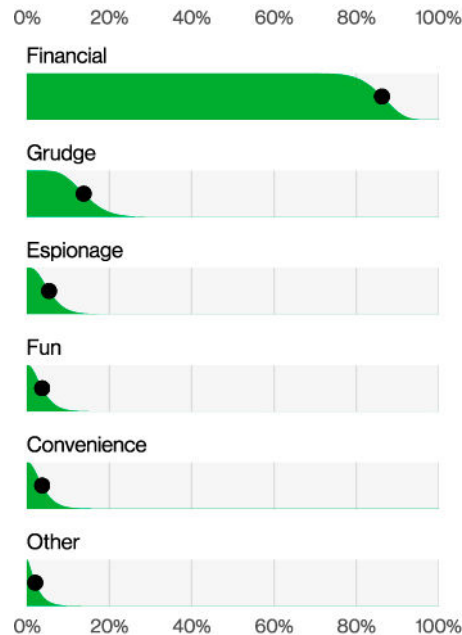 0% 20% 40% 60% 80% 100%
Financial
Grudge
Espionage
Fun
Convenience
Other
0% 20% 40% 60% 80% 100%